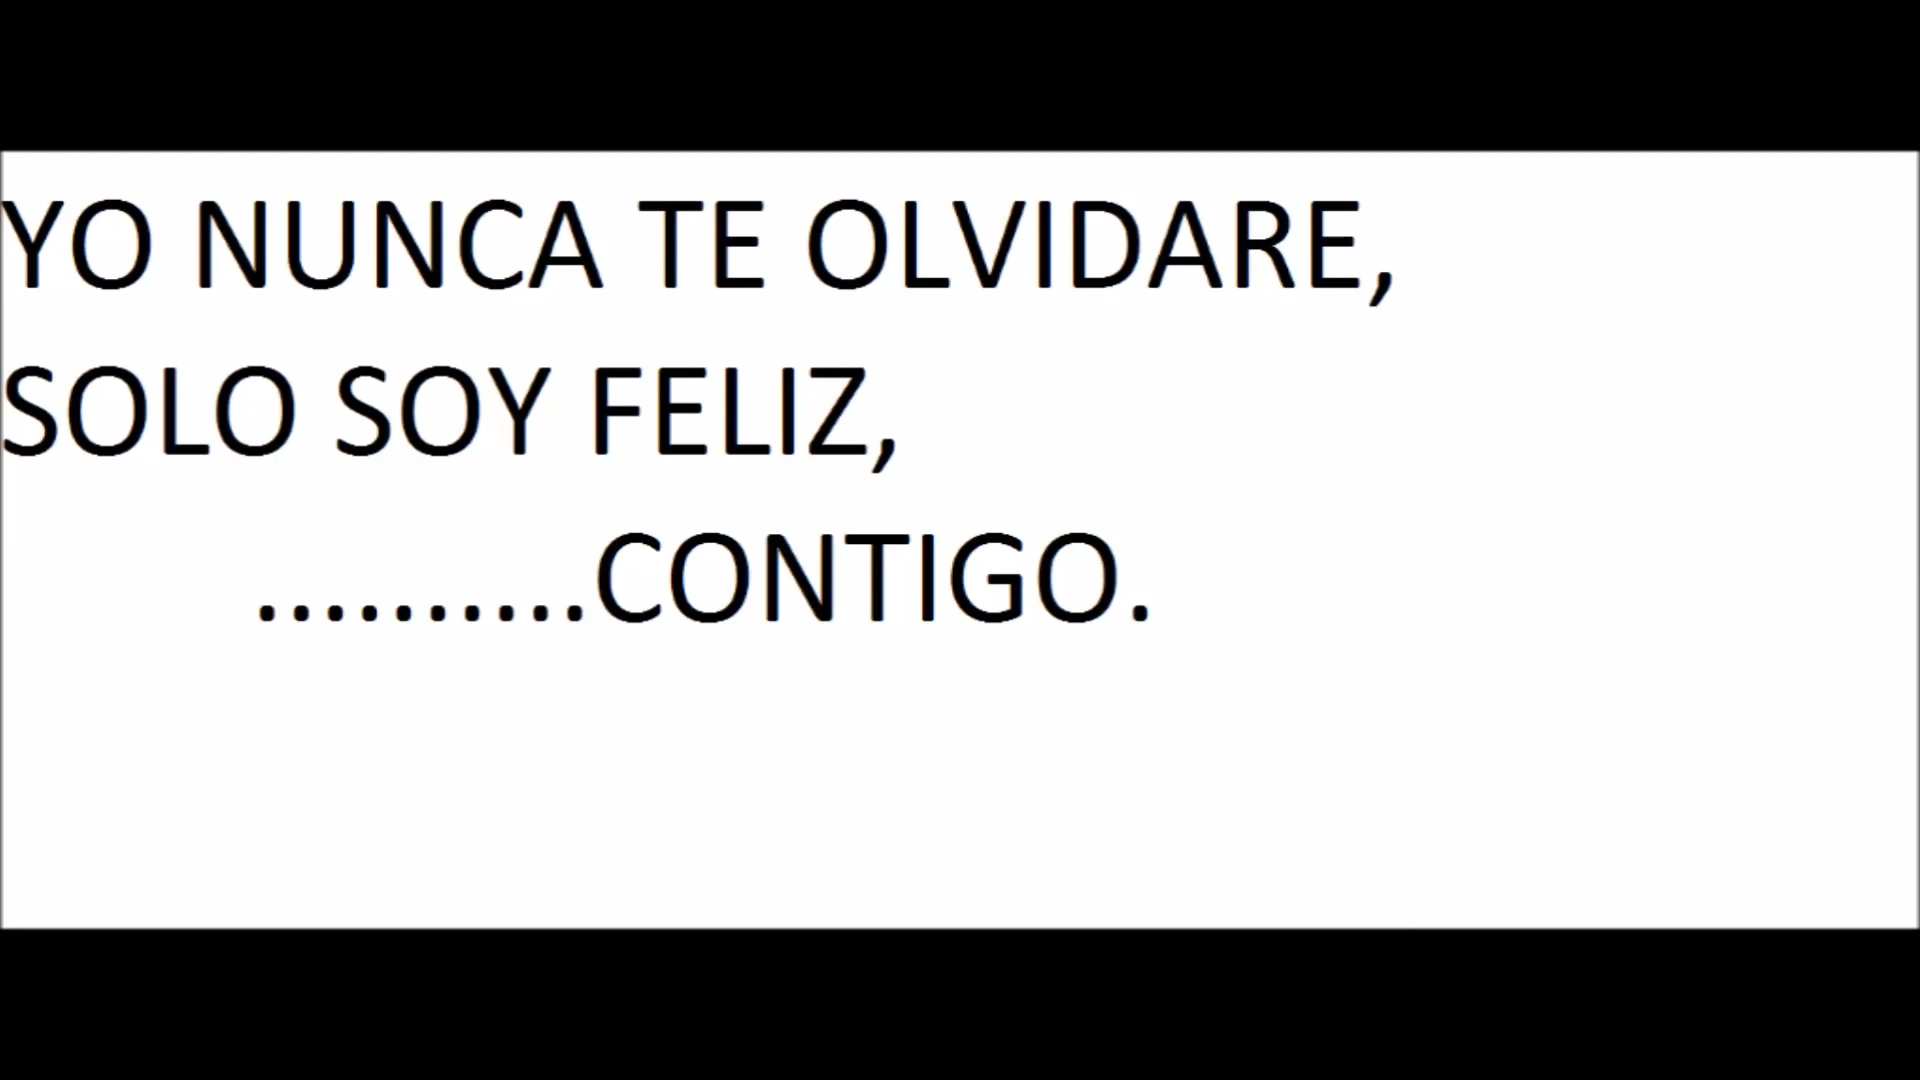 YO NUNCA TE OLVIDARE,
SOLO SOY FELIZ,
..........CONTIGO.